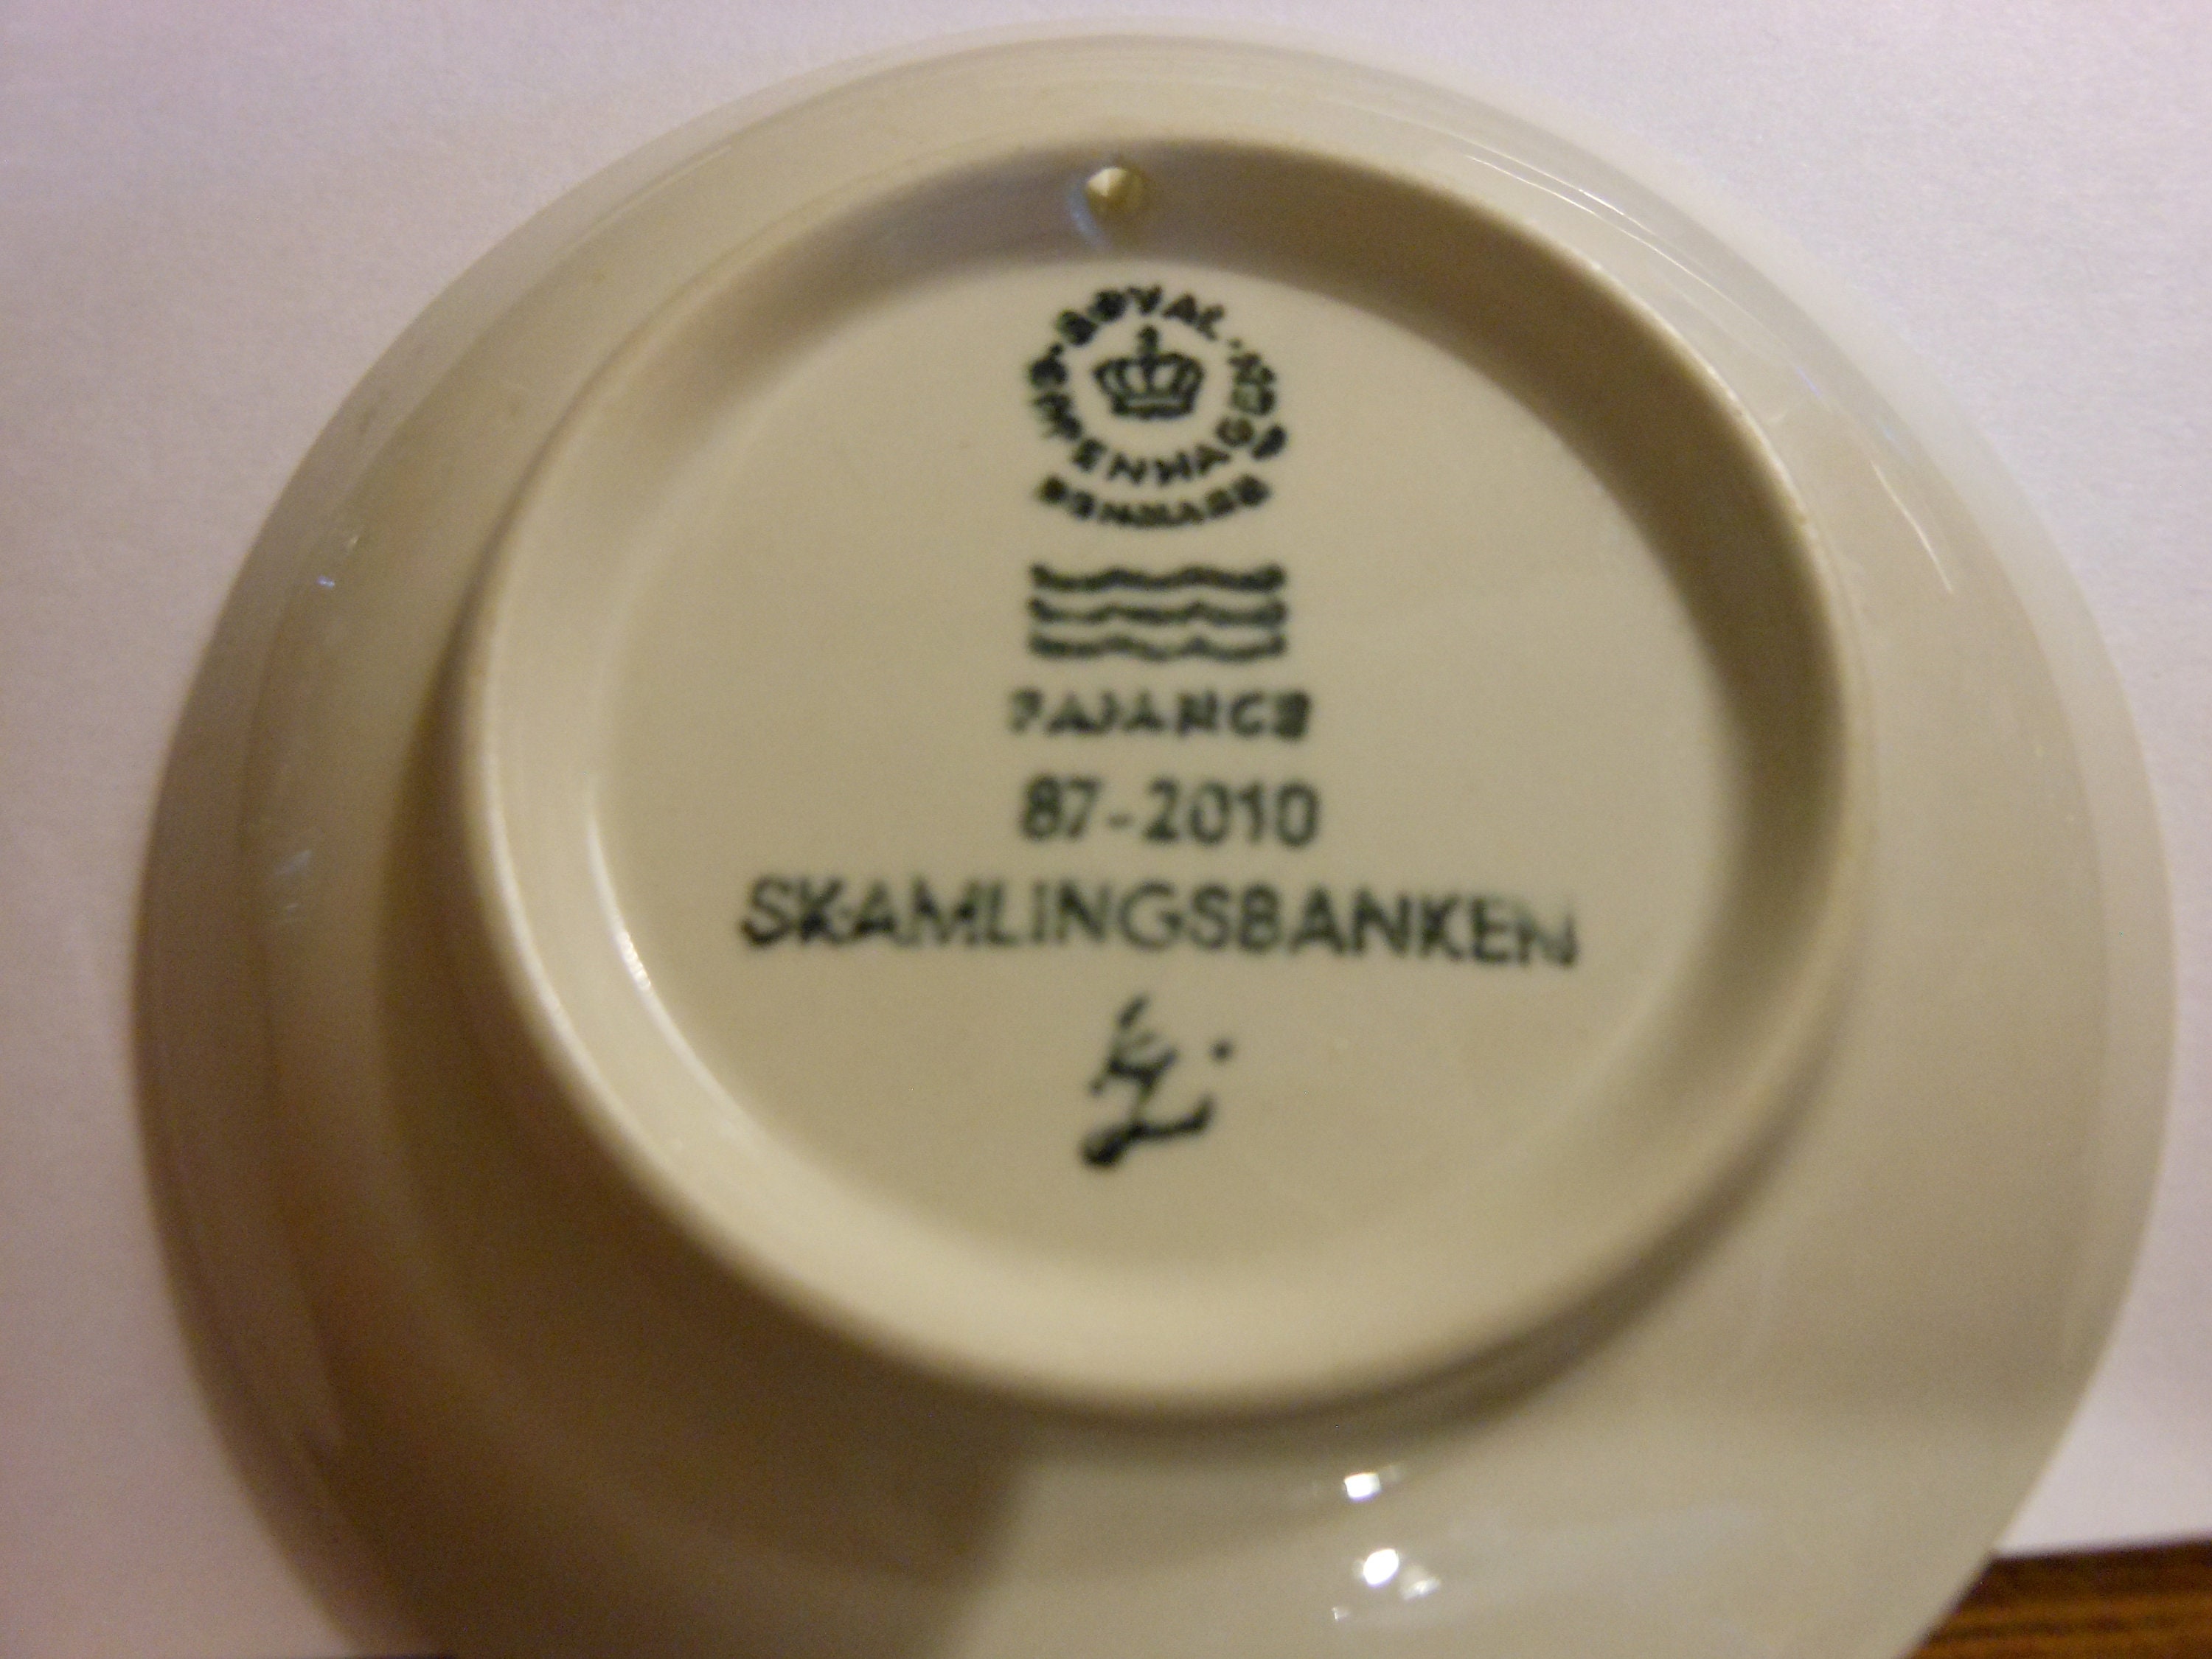 ROYAL
COPENHAGEN
DENMARK
FAJANCE
87-2010
SKAMLINGSBANKEN